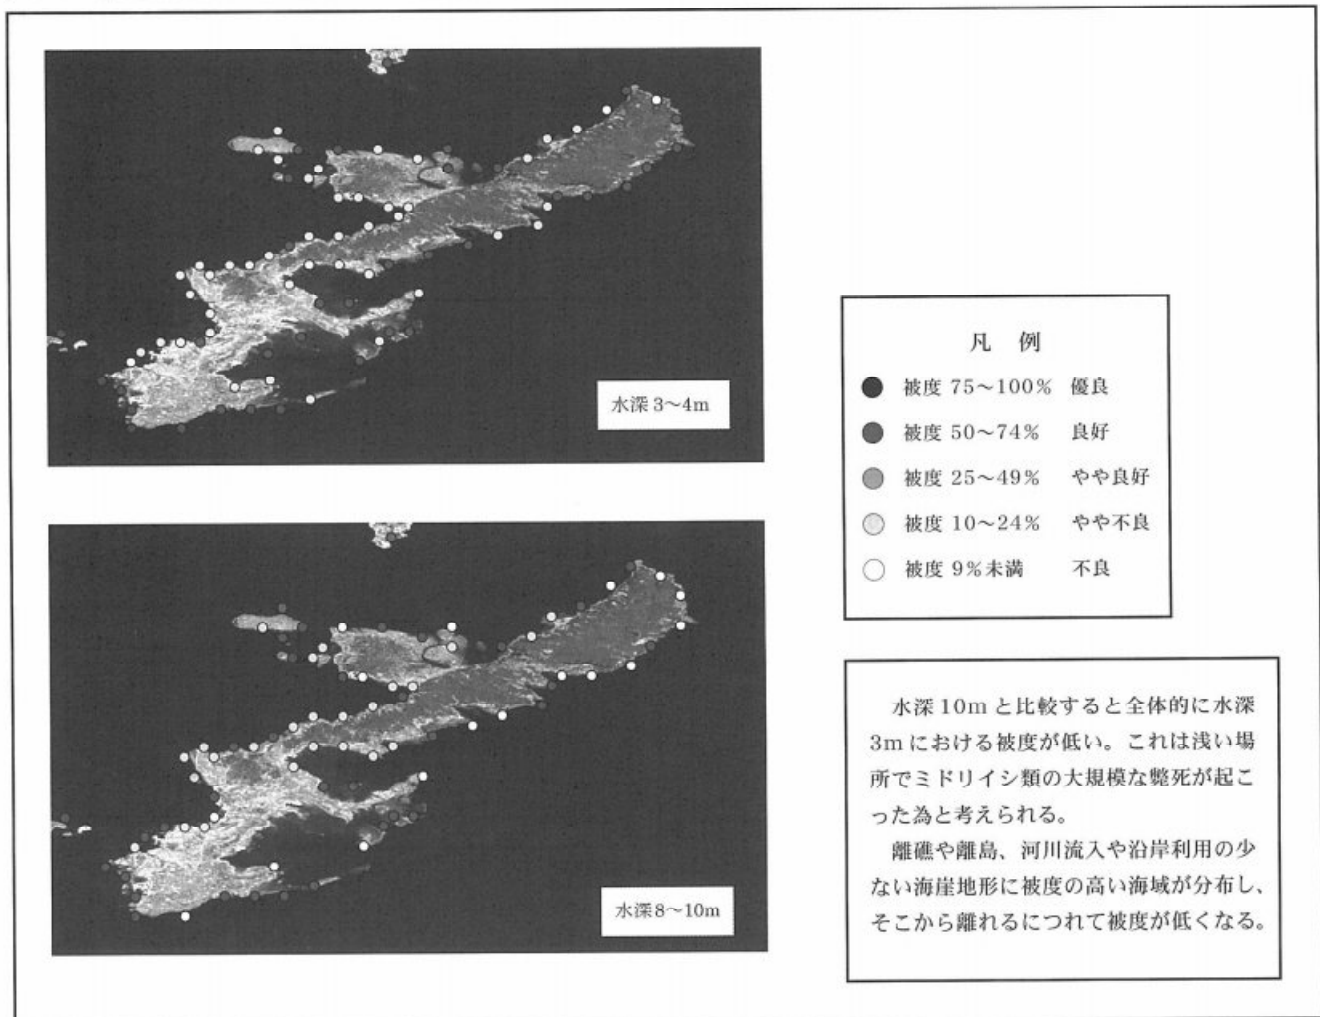 水深 3〜4m
水深 8〜10m
凡　例
被度 75〜100%　優良
被度 50〜74%　良好
被度 25〜49%　やや良好
被度 10〜24%　やや不良
被度 9%未満　不良
水深 10m と比較すると全体的に水深
3m における被度が低い。これは浅い場
所でミドリイシ類の大規模な斃死が起こ
った為と考えられる。
離礁や離島、河川流入や沿岸利用の少
ない海崖地形に被度の高い海域が分布し、
そこから離れるにつれて被度が低くなる。